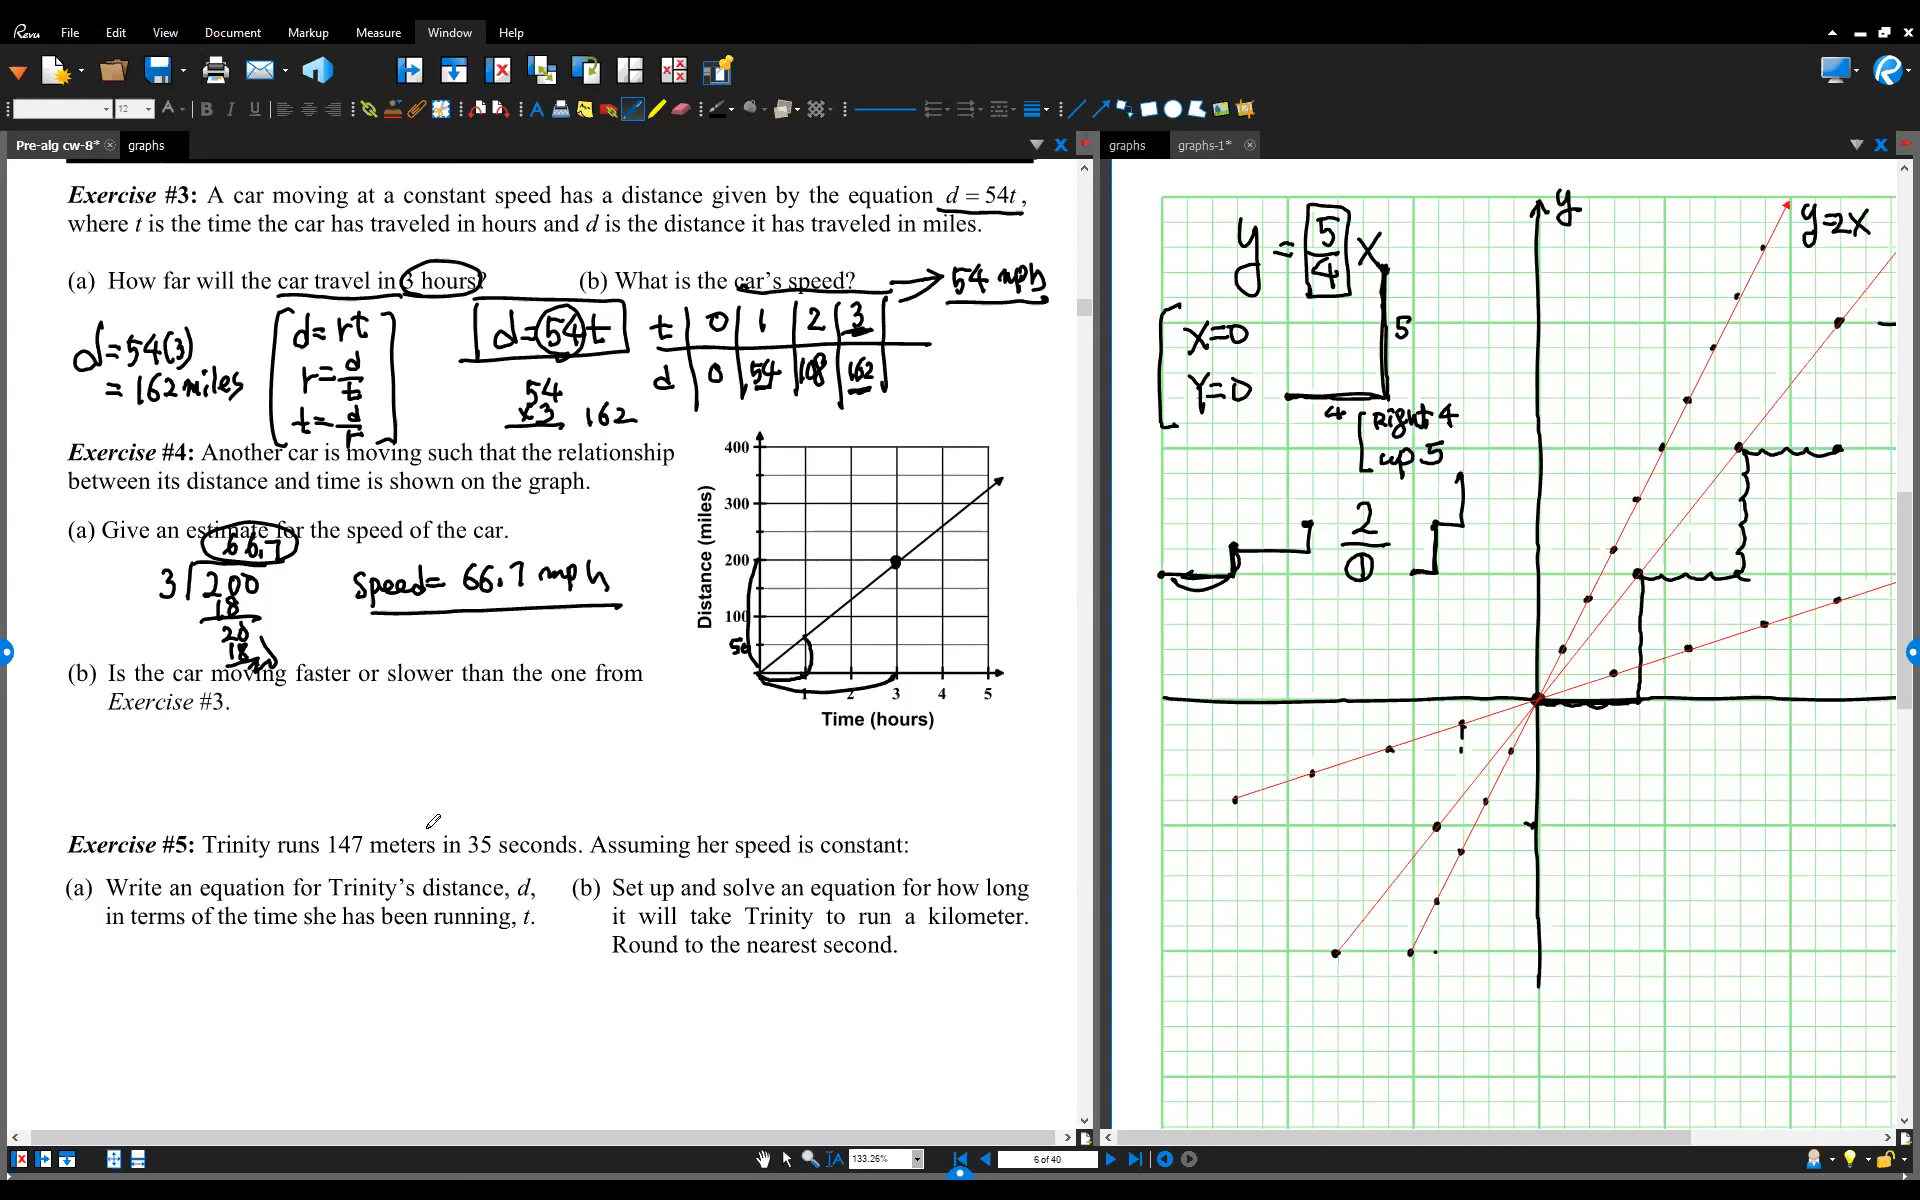 Revu File Edit View Document Markup Measure Window Help
12
Pre-alg cw-8* graphs
graphs graphs-1*
Exercise #3: A car moving at a constant speed has a distance given by the equation d = 54t,
where t is the time the car has traveled in hours and d is the distance it has traveled in miles.
(a) How far will the car travel in 3 hours?
(b) What is the car's speed? 54 mph
d=54(3)
= 162 miles
d= rt
r= d/t
t= d/r
d=54t
54
×3 162
t 0 1 2 3
d 0 54 108 162
Exercise #4: Another car is moving such that the relationship
between its distance and time is shown on the graph.
(a) Give an estimate for the speed of the car.
66.7
3 200
18
20
18
speed= 66.7 mph
(b) Is the car moving faster or slower than the one from
Exercise #3.
400
300
200
100
50
1 2 3 4 5
Distance (miles)
Time (hours)
Exercise #5: Trinity runs 147 meters in 35 seconds. Assuming her speed is constant:
(a) Write an equation for Trinity's distance, d,
in terms of the time she has been running, t.
(b) Set up and solve an equation for how long
it will take Trinity to run a kilometer.
Round to the nearest second.
y = 5/4 x
x=0
y=0
5
4
Right 4
up 5
2
1
y
y=2x
133.26%
6 of 40